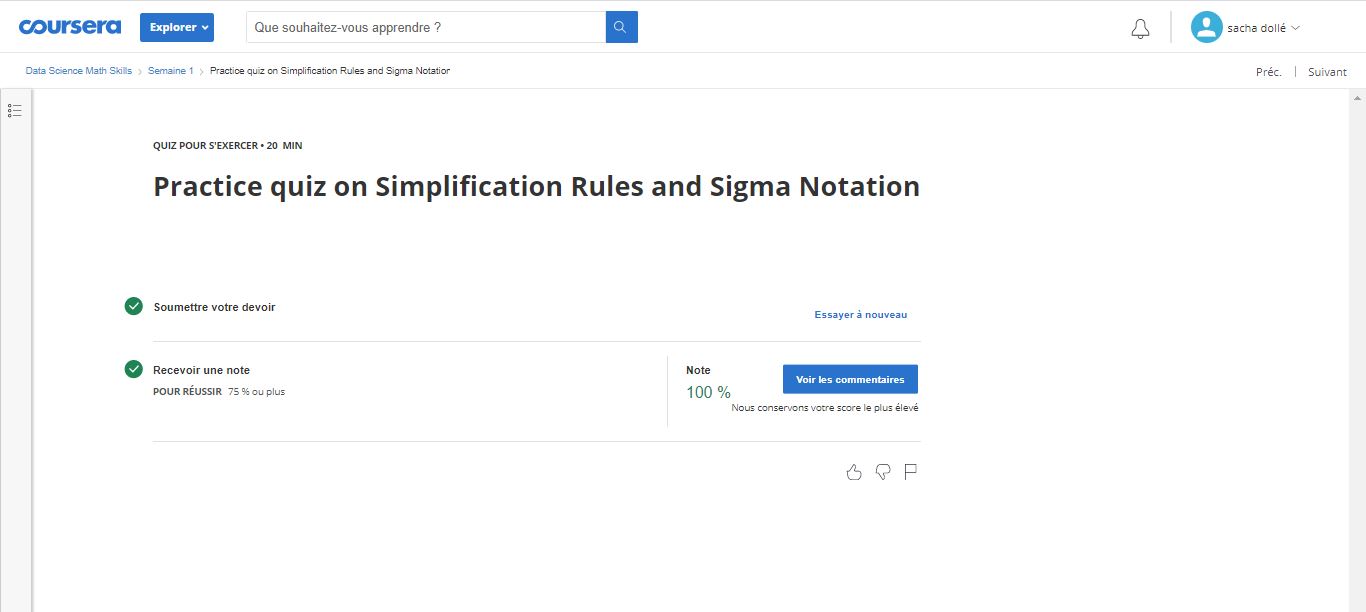 coursera
Explorer
Que souhaitez-vous apprendre ?
sacha dollé
Data Science Math Skills > Semaine 1 > Practice quiz on Simplification Rules and Sigma Notation
Préc. | Suivant
QUIZ POUR S'EXERCER • 20 MIN
Practice quiz on Simplification Rules and Sigma Notation
Soumettre votre devoir
Essayer à nouveau
Recevoir une note
POUR RÉUSSIR 75 % ou plus
Note
100 %
Voir les commentaires
Nous conservons votre score le plus élevé